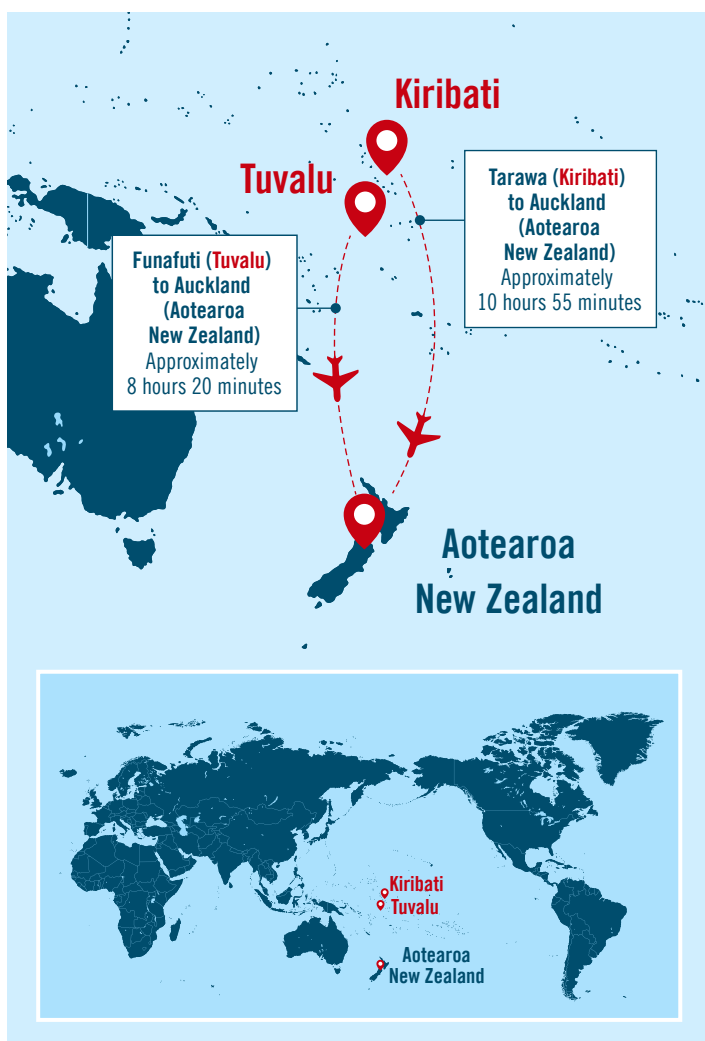 Kiribati
Tuvalu
Tarawa (Kiribati)
to Auckland
(Aotearoa
New Zealand)
Approximately
10 hours 55 minutes
Funafuti (Tuvalu)
to Auckland
(Aotearoa
New Zealand)
Approximately
8 hours 20 minutes
Aotearoa
New Zealand
Kiribati
Tuvalu
Aotearoa
New Zealand